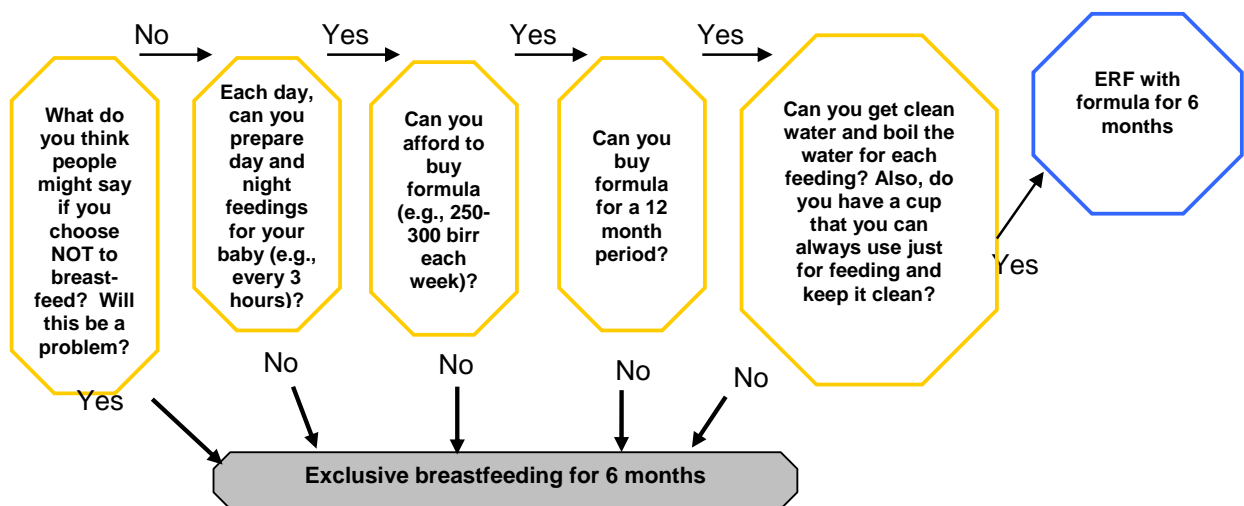 No
Yes
Yes
Yes
What do
you think
people
might say
if you
choose
NOT to
breast-
feed?  Will
this be a
problem?
Each day,
can you
prepare
day and
night
feedings
for your
baby (e.g.,
every 3
hours)?
Can you
afford to
buy
formula
(e.g., 250-
300 birr
each
week)?
Can you
buy
formula
for a 12
month
period?
Can you get clean
water and boil the
water for each
feeding? Also, do
you have a cup
that you can
always use just
for feeding and
keep it clean?
ERF with
formula for 6
months
Yes
No
No
No
No
Yes
Exclusive breastfeeding for 6 months